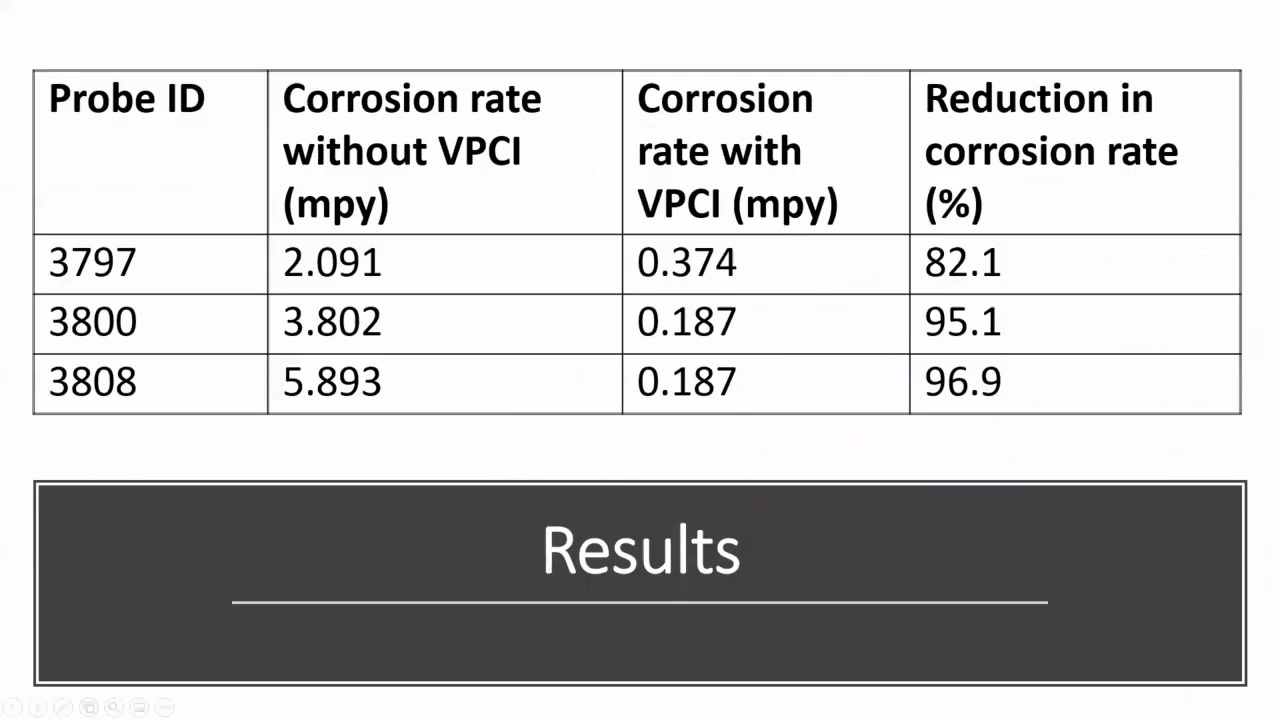 Probe ID
Corrosion rate
without VPCI
(mpy)
Corrosion
rate with
VPCI (mpy)
Reduction in
corrosion rate
(%)
3797 2.091 0.374 82.1
3800 3.802 0.187 95.1
3808 5.893 0.187 96.9
Results